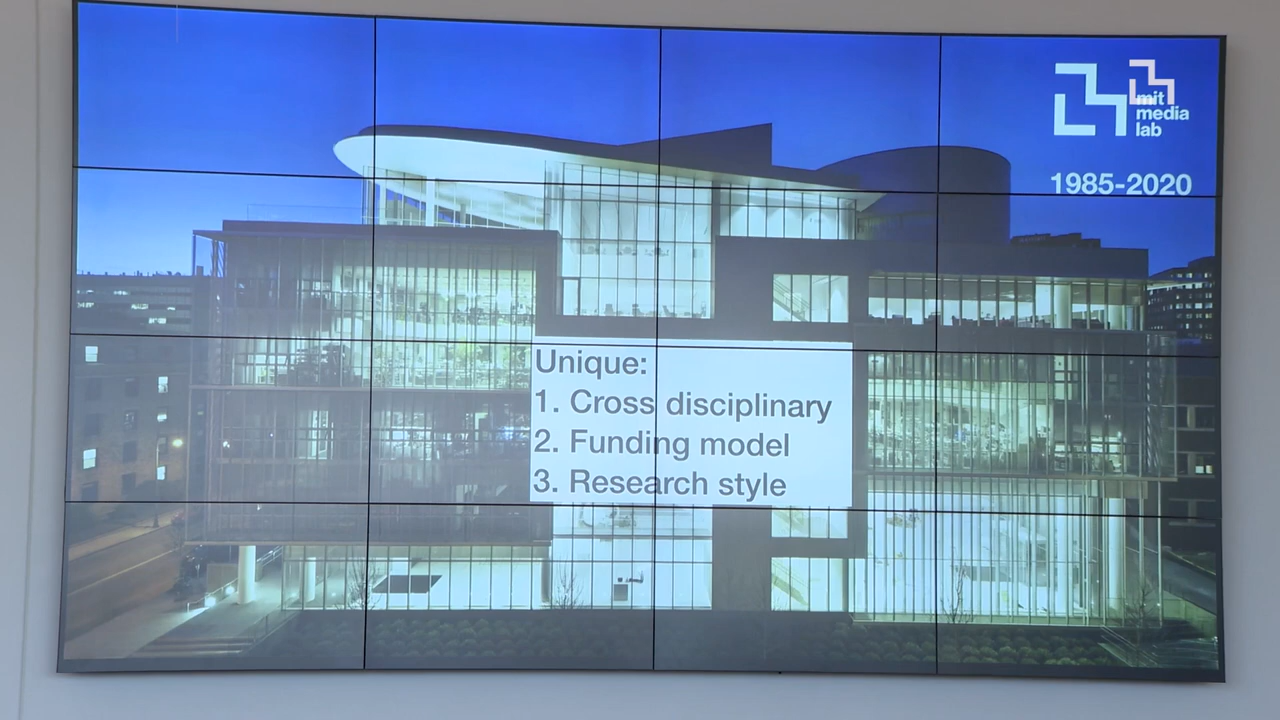 mit
media
lab
1985-2020
Unique:
1. Cross disciplinary
2. Funding model
3. Research style